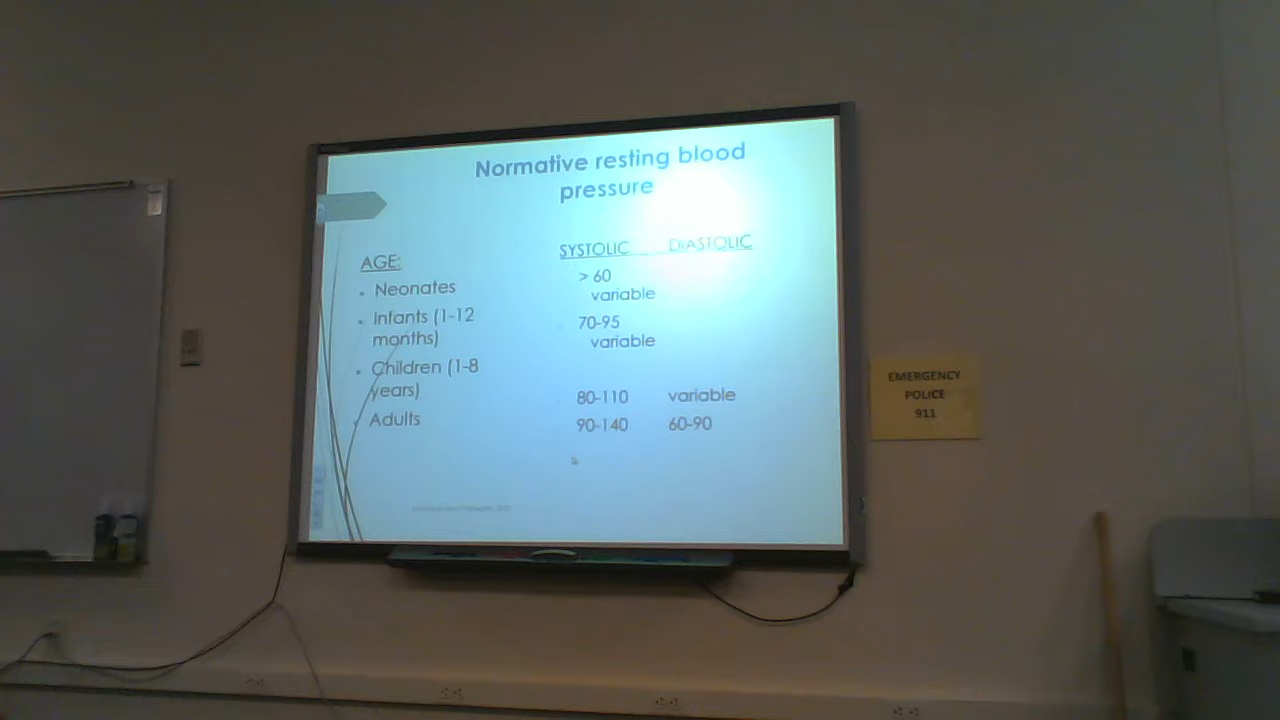 Normative resting blood
pressure
SYSTOLIC DIASTOLIC
AGE:
> 60
Neonates
variable
Infants (1-12
months)
70-95
variable
Children (1-8
years)
80-110 variable
Adults
90-140 60-90
EMERGENCY
POLICE
911